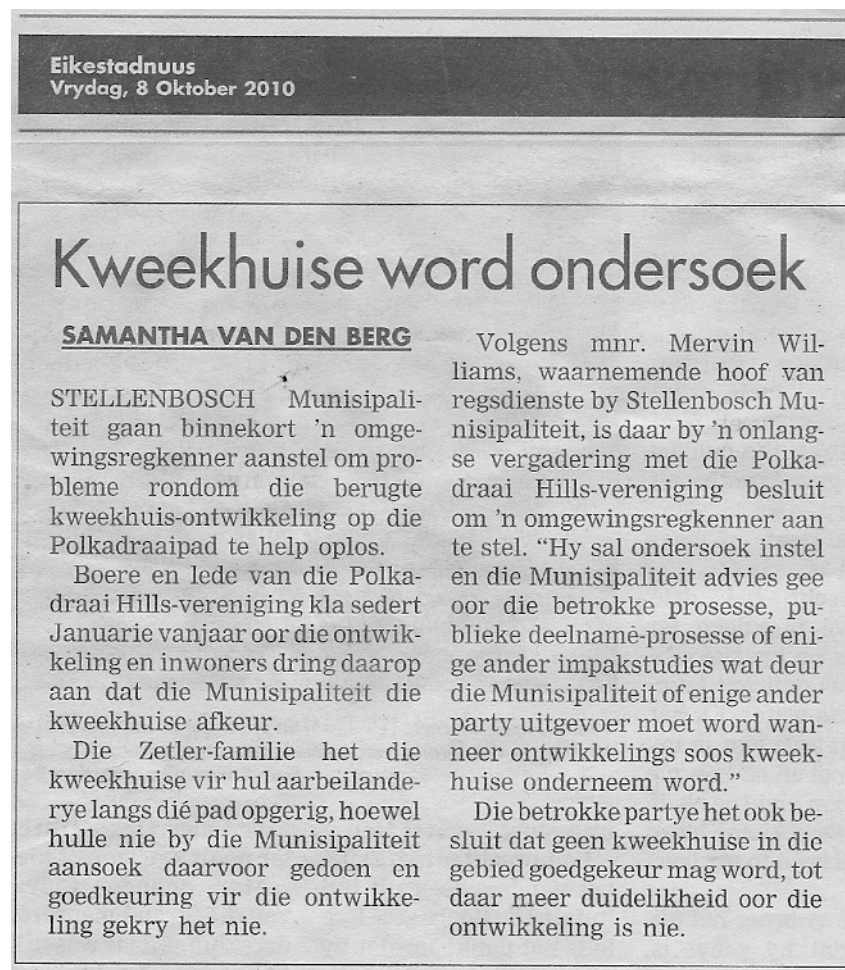 Eikestadnuus
Vrydag, 8 Oktober 2010
Kweekhuise word ondersoek
SAMANTHA VAN DEN BERG
STELLENBOSCH Munisipali-
teit gaan binnekort 'n omge-
wingsregkenner aanstel om pro-
bleme rondom die berugte
kweekhuis-ontwikkeling op die
Polkadraaipad te help oplos.
Boere en lede van die Polka-
draai Hills-vereniging kla sedert
Januarie vanjaar oor die ontwik-
keling en inwoners dring daarop
aan dat die Munisipaliteit die
kweekhuise afkeur.
Die Zetler-familie het die
kweekhuise vir hul aarbeilande-
rye langs dié pad opgerig, hoewel
hulle nie by die Munisipaliteit
aansoek daarvoor gedoen en
goedkeuring vir die ontwikke-
ling gekry het nie.
Volgens mnr. Mervin Wil-
liams, waarnemende hoof van
regsdienste by Stellenbosch Mu-
nisipaliteit, is daar by 'n onlang-
se vergadering met die Polka-
draai Hills-vereniging besluit
om 'n omgewingsregkenner aan
te stel. "Hy sal ondersoek instel
en die Munisipaliteit advies gee
oor die betrokke prosesse, pu-
blieke deelname-prosesse of eni-
ge ander impakstudies wat deur
die Munisipaliteit of enige ander
party uitgevoer moet word wan-
neer ontwikkelings soos kweek-
huise onderneem word."
Die betrokke partye het ook be-
sluit dat geen kweekhuise in die
gebied goedgekeur mag word, tot
daar meer duidelikheid oor die
ontwikkeling is nie.